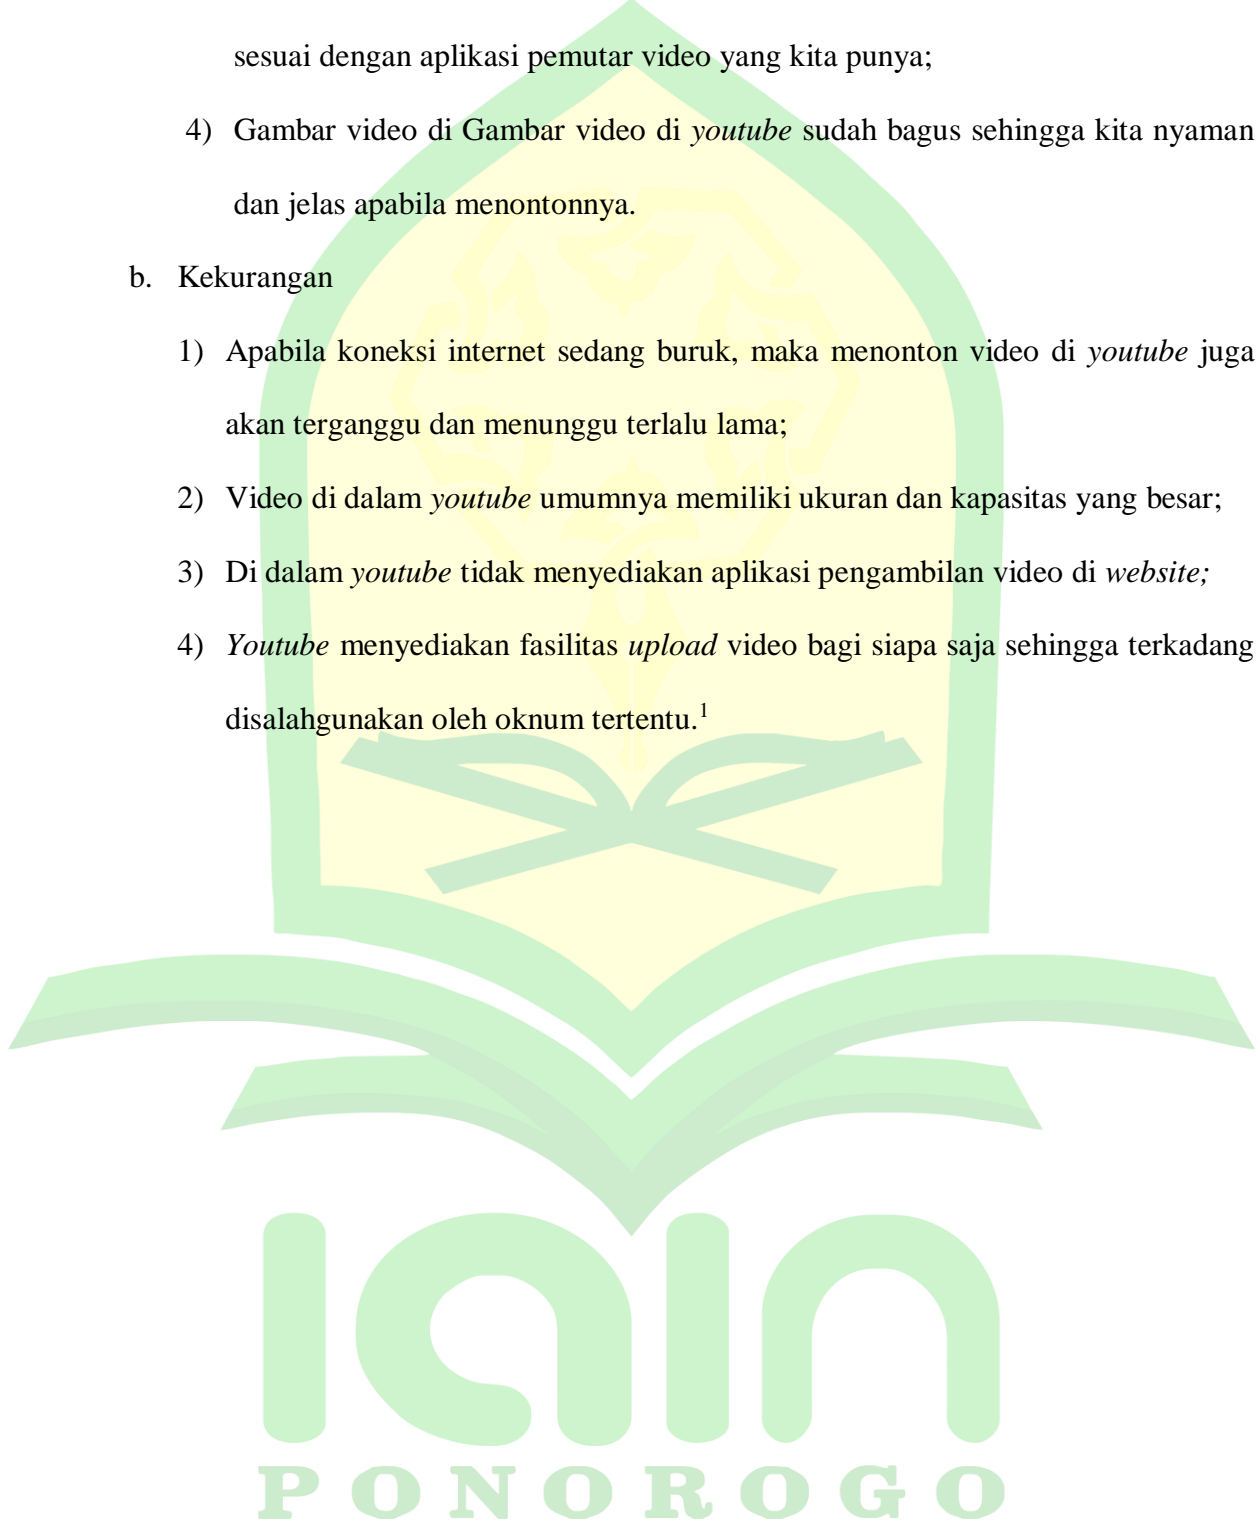 sesuai dengan aplikasi pemutar video yang kita punya;
4) Gambar video di Gambar video di youtube sudah bagus sehingga kita nyaman
dan jelas apabila menontonnya.
b. Kekurangan
1) Apabila koneksi internet sedang buruk, maka menonton video di youtube juga
akan terganggu dan menunggu terlalu lama;
2) Video di dalam youtube umumnya memiliki ukuran dan kapasitas yang besar;
3) Di dalam youtube tidak menyediakan aplikasi pengambilan video di website;
4) Youtube menyediakan fasilitas upload video bagi siapa saja sehingga terkadang
disalahgunakan oleh oknum tertentu.1
iain
PONOROGO